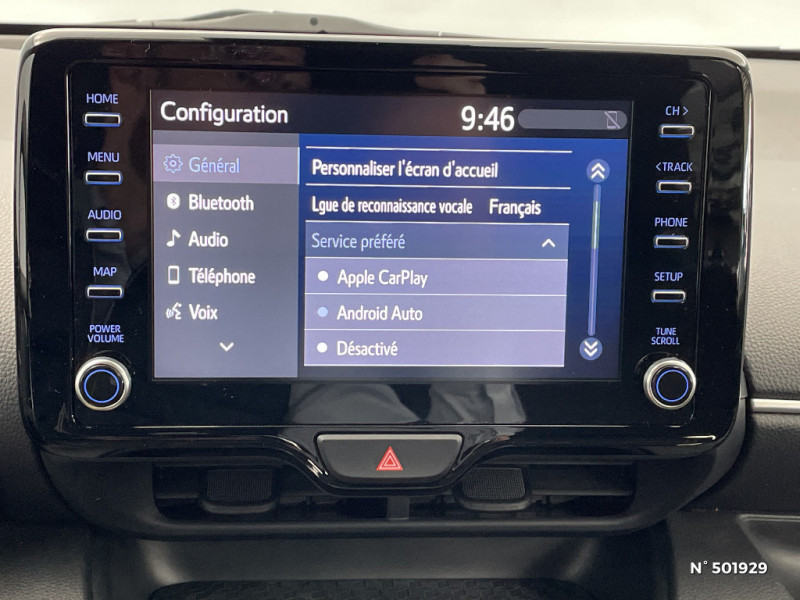 HOME
MENU
AUDIO
MAP
POWER
VOLUME
Configuration
9:46
Général
Bluetooth
Audio
Téléphone
Voix
Personnaliser l'écran d'accueil
Lgue de reconnaissance vocale Français
Service préféré
Apple CarPlay
Android Auto
Désactivé
CH >
< TRACK
PHONE
SETUP
TUNE
SCROLL
N° 501929